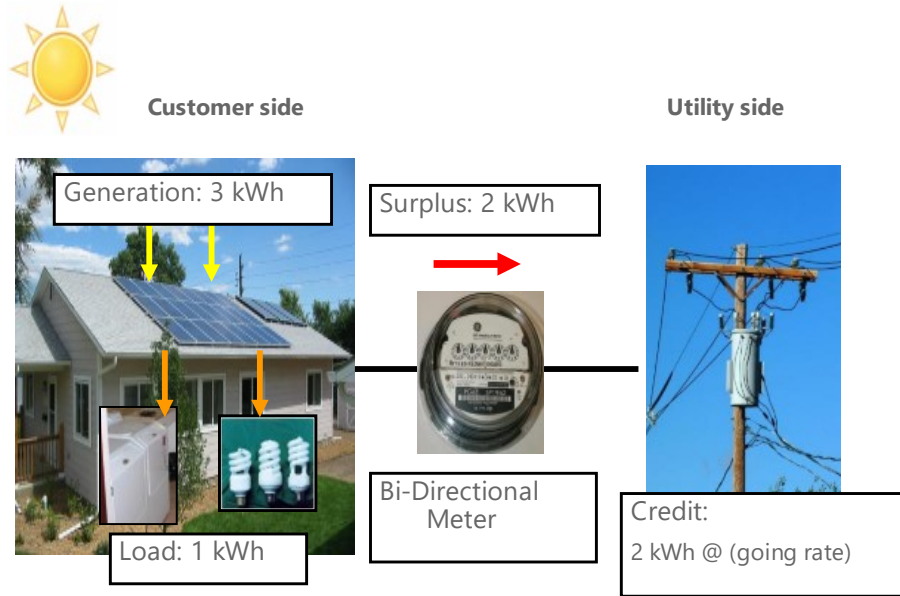 Customer side
Utility side
Generation: 3 kWh
Surplus: 2 kWh
Bi-Directional
Meter
Load: 1 kWh
Credit:
2 kWh @ (going rate)